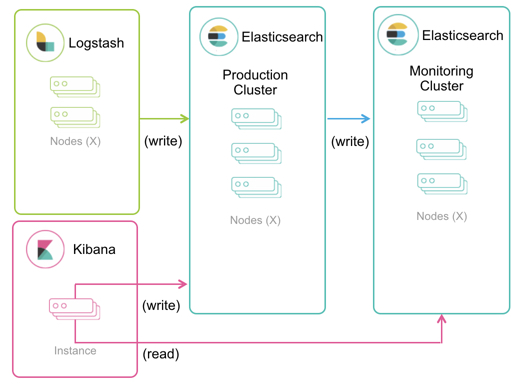 Logstash
Nodes (X)
(write)
Elasticsearch
Production
Cluster
Nodes (X)
(write)
Elasticsearch
Monitoring
Cluster
Nodes (X)
Kibana
Instance
(write)
(read)